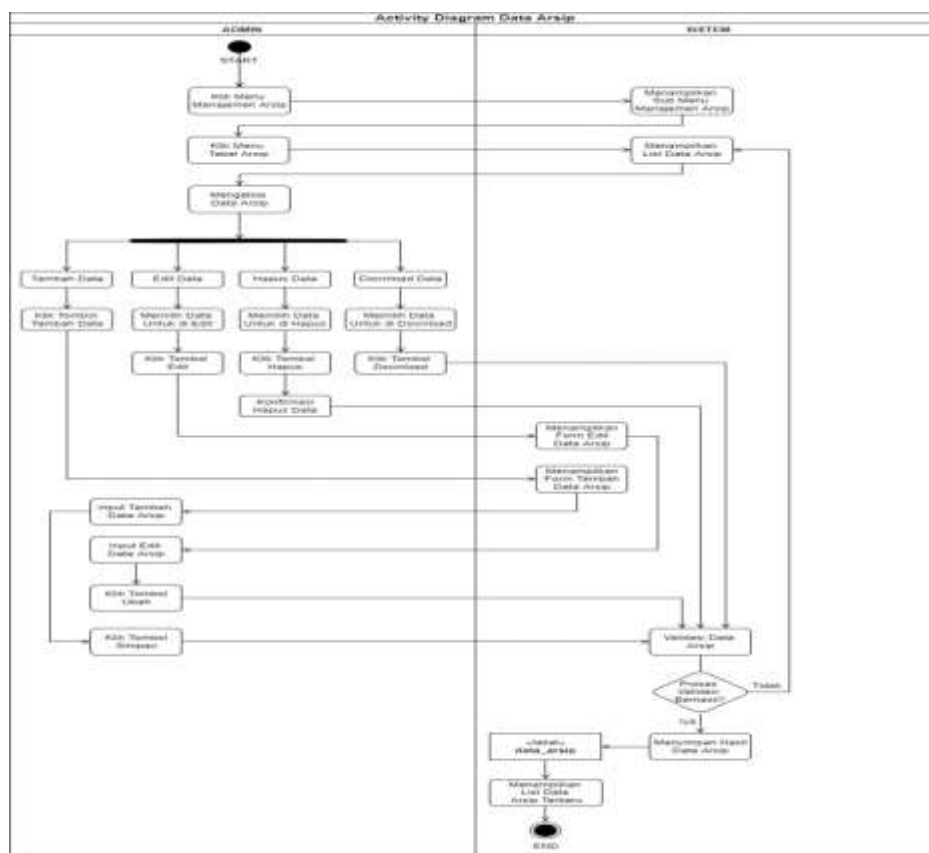 Activity Diagram Data Arsip
ADMIN
SISTEM
START
Klik Menu
Manajemen Arsip
Menampilkan
Sub Menu
Manajemen Arsip
Klik Menu
Tabel Arsip
Menampilkan
List Data Arsip
Mengelola
Data Arsip
Tambah Data
Edit Data
Hapus Data
Download Data
Klik Tombol
Tambah Data
Memilih Data
Untuk di Edit
Memilih Data
Untuk di Hapus
Memilih Data
Untuk di Download
Klik Tombol
Edit
Klik Tombol
Hapus
Klik Tombol
Download
Konfirmasi
Hapus Data
Menampilkan
Form Edit
Data Arsip
Menampilkan
Form Tambah
Data Arsip
Input Tambah
Data Arsip
Input Edit
Data Arsip
Klik Tombol
Ubah
Klik Tombol
Simpan
Validasi Data
Arsip
Proses
Validasi
Berhasil?
Tidak
Iya
Menyimpan Hasil
Data Arsip
data_arsip
Menampilkan
List Data
Arsip Terbaru
END